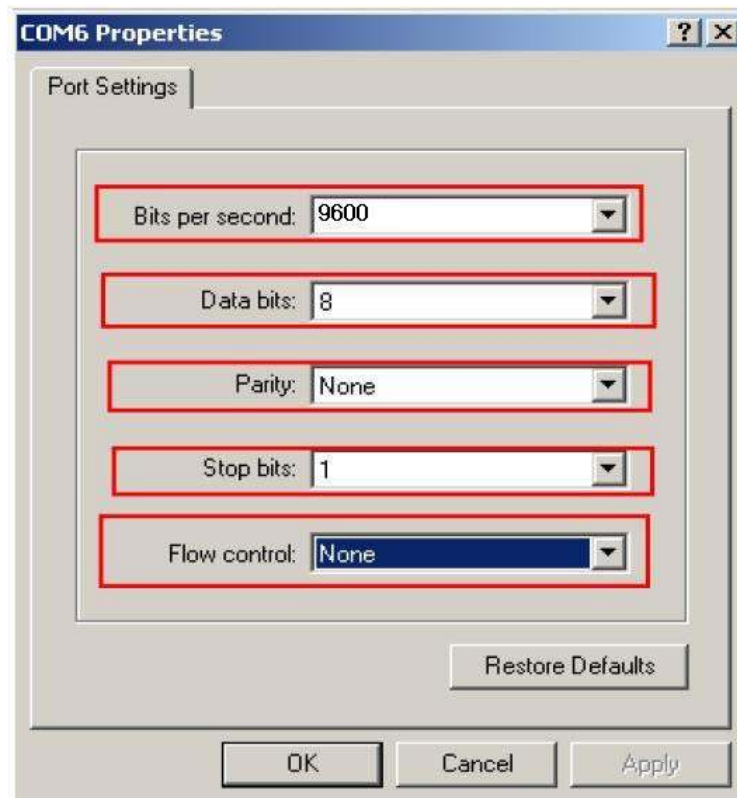 COM6 Properties
Port Settings
Bits per second: 9600
Data bits: 8
Parity: None
Stop bits: 1
Flow control: None
Restore Defaults
OK Cancel Apply